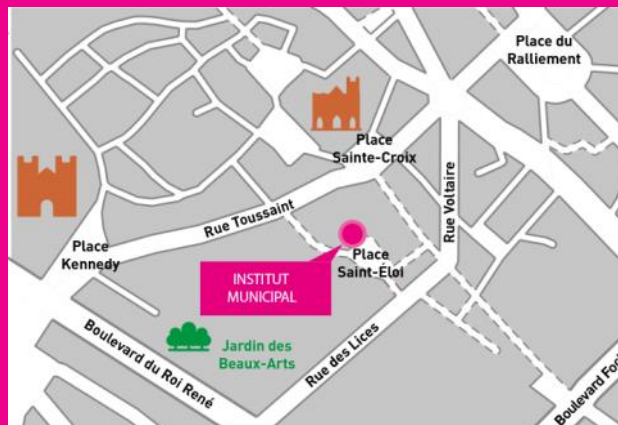 Place du
Ralliement
Place
Sainte-Croix
Rue Voltaire
Rue Toussaint
Place
Kennedy
Place
Saint-Éloi
INSTITUT
MUNICIPAL
Jardin des
Beaux-Arts
Rue des Lices
Boulevard du Roi René
Boulevard